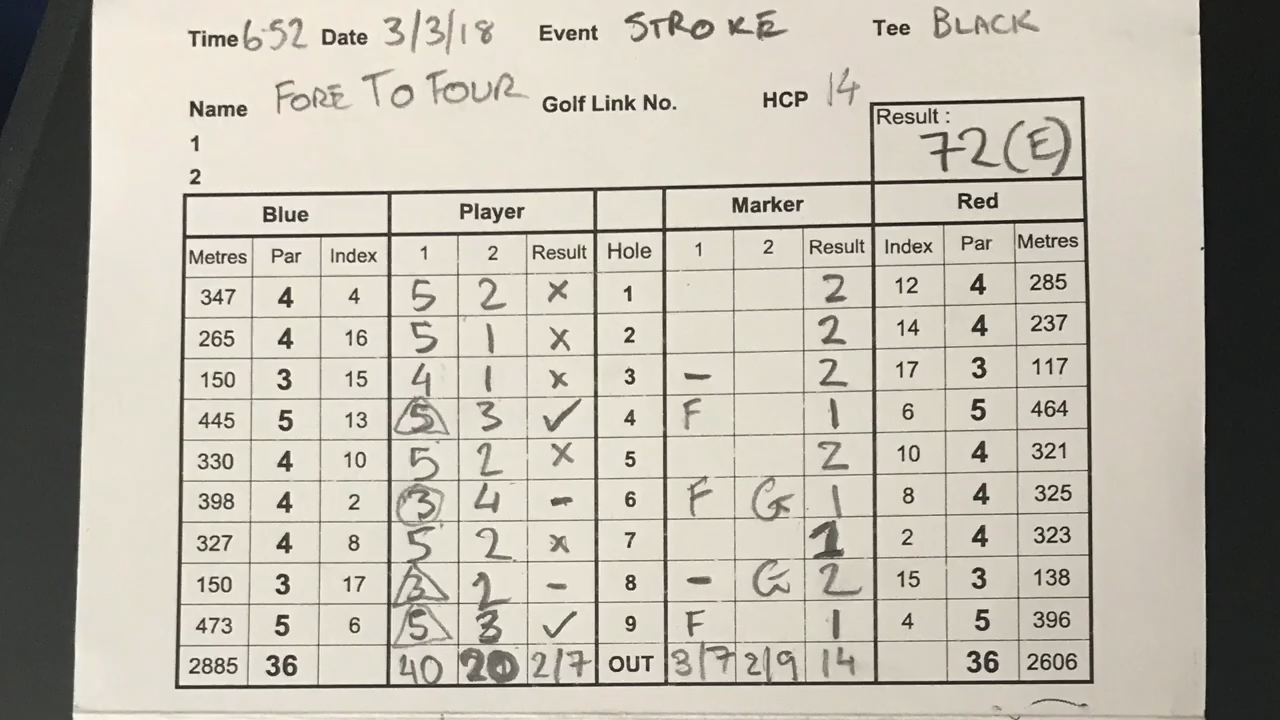 Time 6:52 Date 3/3/18 Event STROKE Tee BLACK
Name FORE TO FOUR Golf Link No. HCP 14
1
2
Result :
72(E)
Blue Player Marker Red
Metres Par Index 1 2 Result Hole 1 2 Result Index Par Metres
347 4 4 5 2 x 1 2 12 4 285
265 4 16 5 1 x 2 2 14 4 237
150 3 15 4 1 x 3 – 2 17 3 117
445 5 13 5 3 ✓ 4 F 1 6 5 464
330 4 10 5 2 x 5 2 10 4 321
398 4 2 3 4 – 6 F G 1 8 4 325
327 4 8 5 2 x 7 1 2 4 323
150 3 17 3 2 – 8 – G 2 15 3 138
473 5 6 5 3 ✓ 9 F 1 4 5 396
2885 36 40 20 2/7 OUT 3/7 2/9 14 36 2606